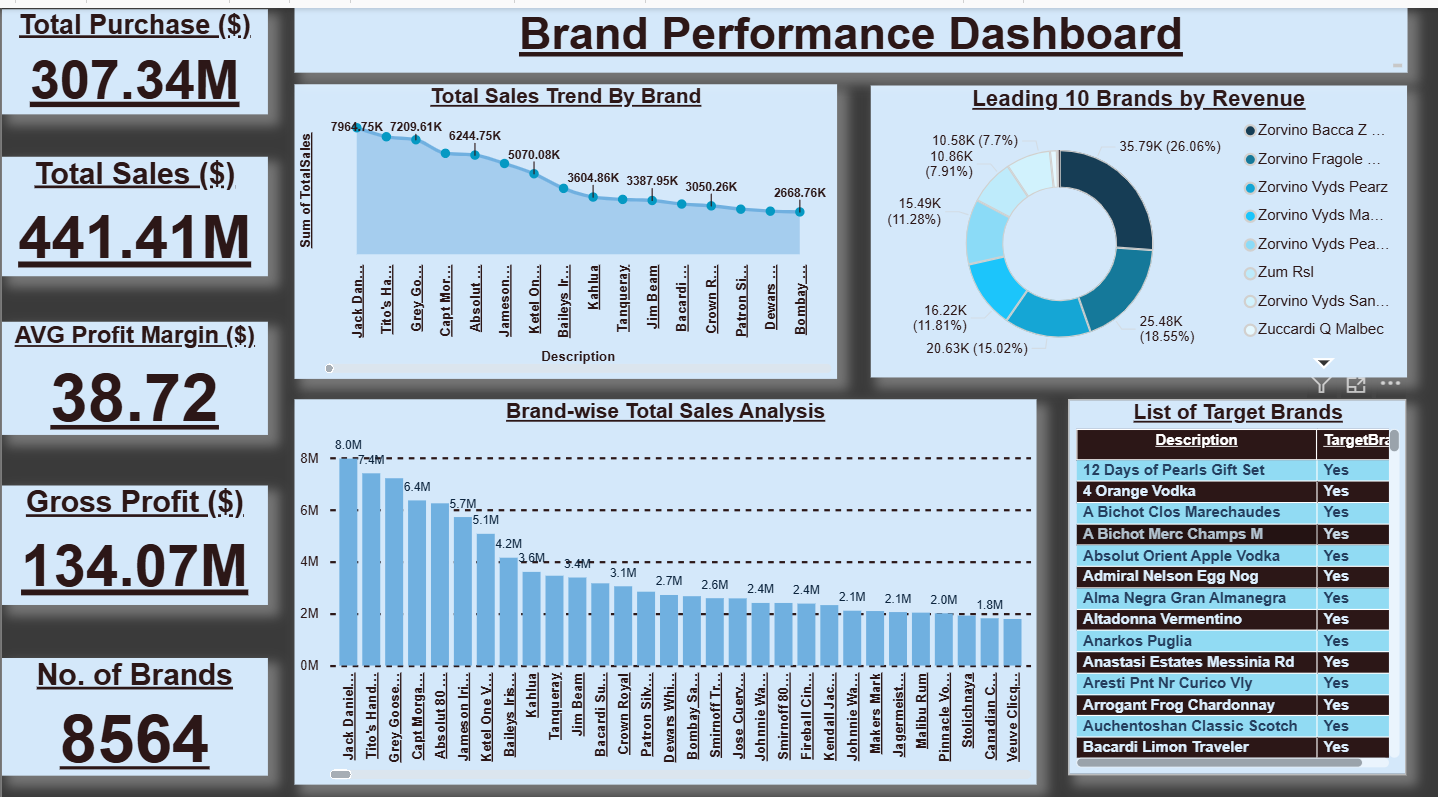 Total Purchase ($)
307.34M
Total Sales ($)
441.41M
AVG Profit Margin ($)
38.72
Gross Profit ($)
134.07M
No. of Brands
8564
Brand Performance Dashboard
Total Sales Trend By Brand
Sum of TotalSales
7964.75K
7209.61K
6244.75K
5070.08K
3604.86K
3387.95K
3050.26K
2668.76K
Jack Dan...
Tito's Ha...
Grey Go...
Capt Mor...
Absolut ...
Jameson...
Ketel On...
Baileys Ir...
Kahlua
Tanqueray
Jim Beam
Bacardi ...
Crown R...
Patron Si...
Dewars ...
Bombay ...
Description
Leading 10 Brands by Revenue
35.79K (26.06%)
25.48K
(18.55%)
20.63K (15.02%)
16.22K
(11.81%)
15.49K
(11.28%)
10.86K
(7.91%)
10.58K (7.7%)
Zorvino Bacca Z ...
Zorvino Fragole ...
Zorvino Vyds Pearz
Zorvino Vyds Ma...
Zorvino Vyds Pea...
Zum Rsl
Zorvino Vyds San...
Zuccardi Q Malbec
Brand-wise Total Sales Analysis
8M
6M
4M
2M
0M
8.0M
7.4M
6.4M
5.7M
5.1M
4.2M
3.6M
3.4M
3.1M
2.7M
2.6M
2.4M
2.4M
2.1M
2.1M
2.0M
1.8M
Jack Daniel...
Tito's Hand...
Grey Goose...
Capt Morga...
Absolut 80 ...
Jameson Iri...
Ketel One V...
Baileys Iris...
Kahlua
Tanqueray
Jim Beam
Bacardi Su...
Crown Royal
Patron Silv...
Dewars Whi...
Bombay Sa...
Smirnoff Tr...
Jose Cuerv...
Johnnie Wa...
Smirnoff 80...
Fireball Cin...
Kendall Jac...
Johnnie Wa...
Makers Mark
Jagermeist...
Malibu Rum
Pinnacle Vo...
Stolichnaya
Canadian C...
Veuve Clicq...
List of Target Brands
Description TargetBra
12 Days of Pearls Gift Set Yes
4 Orange Vodka Yes
A Bichot Clos Marechaudes Yes
A Bichot Merc Champs M Yes
Absolut Orient Apple Vodka Yes
Admiral Nelson Egg Nog Yes
Alma Negra Gran Almanegra Yes
Altadonna Vermentino Yes
Anarkos Puglia Yes
Anastasi Estates Messinia Rd Yes
Aresti Pnt Nr Curico Vly Yes
Arrogant Frog Chardonnay Yes
Auchentoshan Classic Scotch Yes
Bacardi Limon Traveler Yes